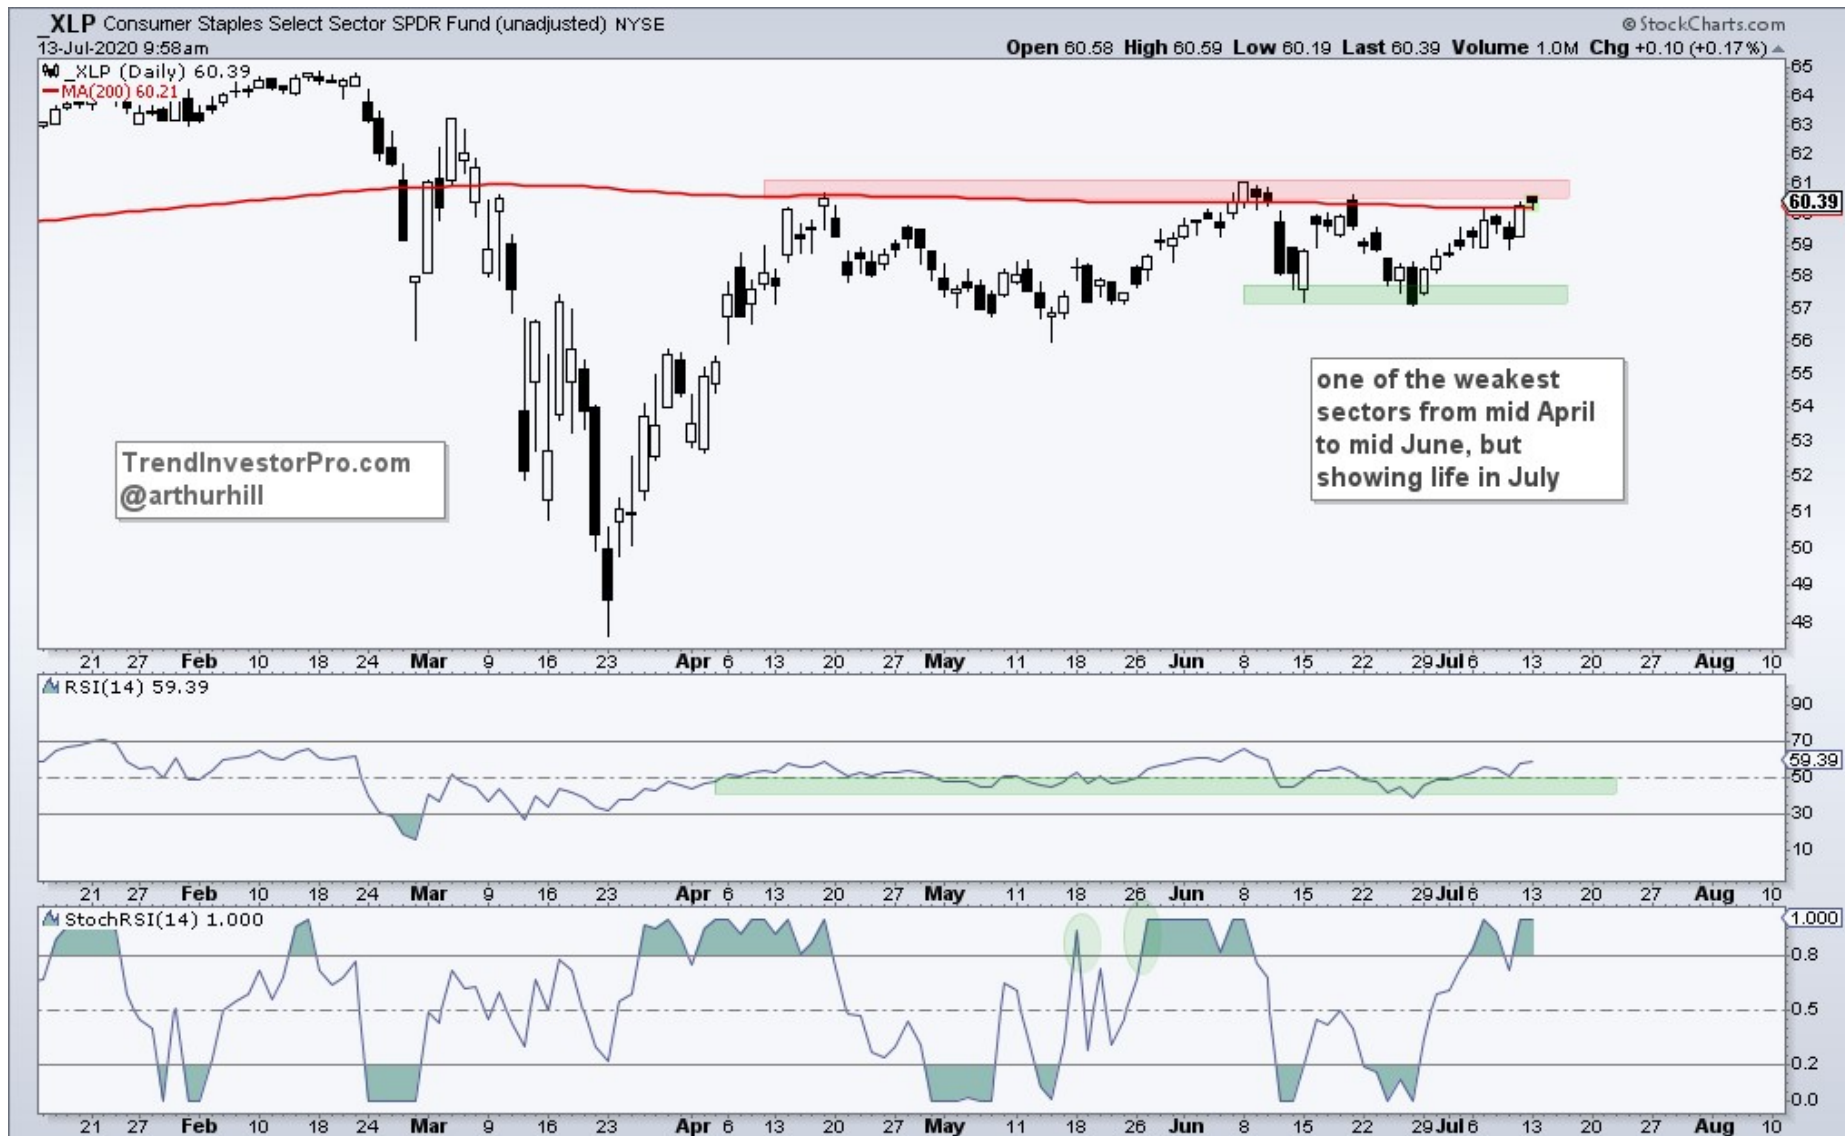 _XLP Consumer Staples Select Sector SPDR Fund (unadjusted) NYSE © StockCharts.com
13-Jul-2020 9:58am Open 60.58 High 60.59 Low 60.19 Last 60.39 Volume 1.0M Chg +0.10 (+0.17%)
_XLP (Daily) 60.39
MA(200) 60.21
65
64
63
62
61
60.39
59
58
57
56
55
54
53
52
51
50
49
48
one of the weakest
sectors from mid April
to mid June, but
showing life in July
TrendInvestorPro.com
@arthurhill
21 27 Feb 10 18 24 Mar 9 16 23 Apr 6 13 20 27 May 11 18 26 Jun 8 15 22 29 Jul 6 13 20 27 Aug 10
RSI(14) 59.39
90
70
59.39
50
30
10
21 27 Feb 10 18 24 Mar 9 16 23 Apr 6 13 20 27 May 11 18 26 Jun 8 15 22 29 Jul 6 13 20 27 Aug 10
StochRSI(14) 1.000
1.000
0.8
0.5
0.2
0.0
21 27 Feb 10 18 24 Mar 9 16 23 Apr 6 13 20 27 May 11 18 26 Jun 8 15 22 29 Jul 6 13 20 27 Aug 10